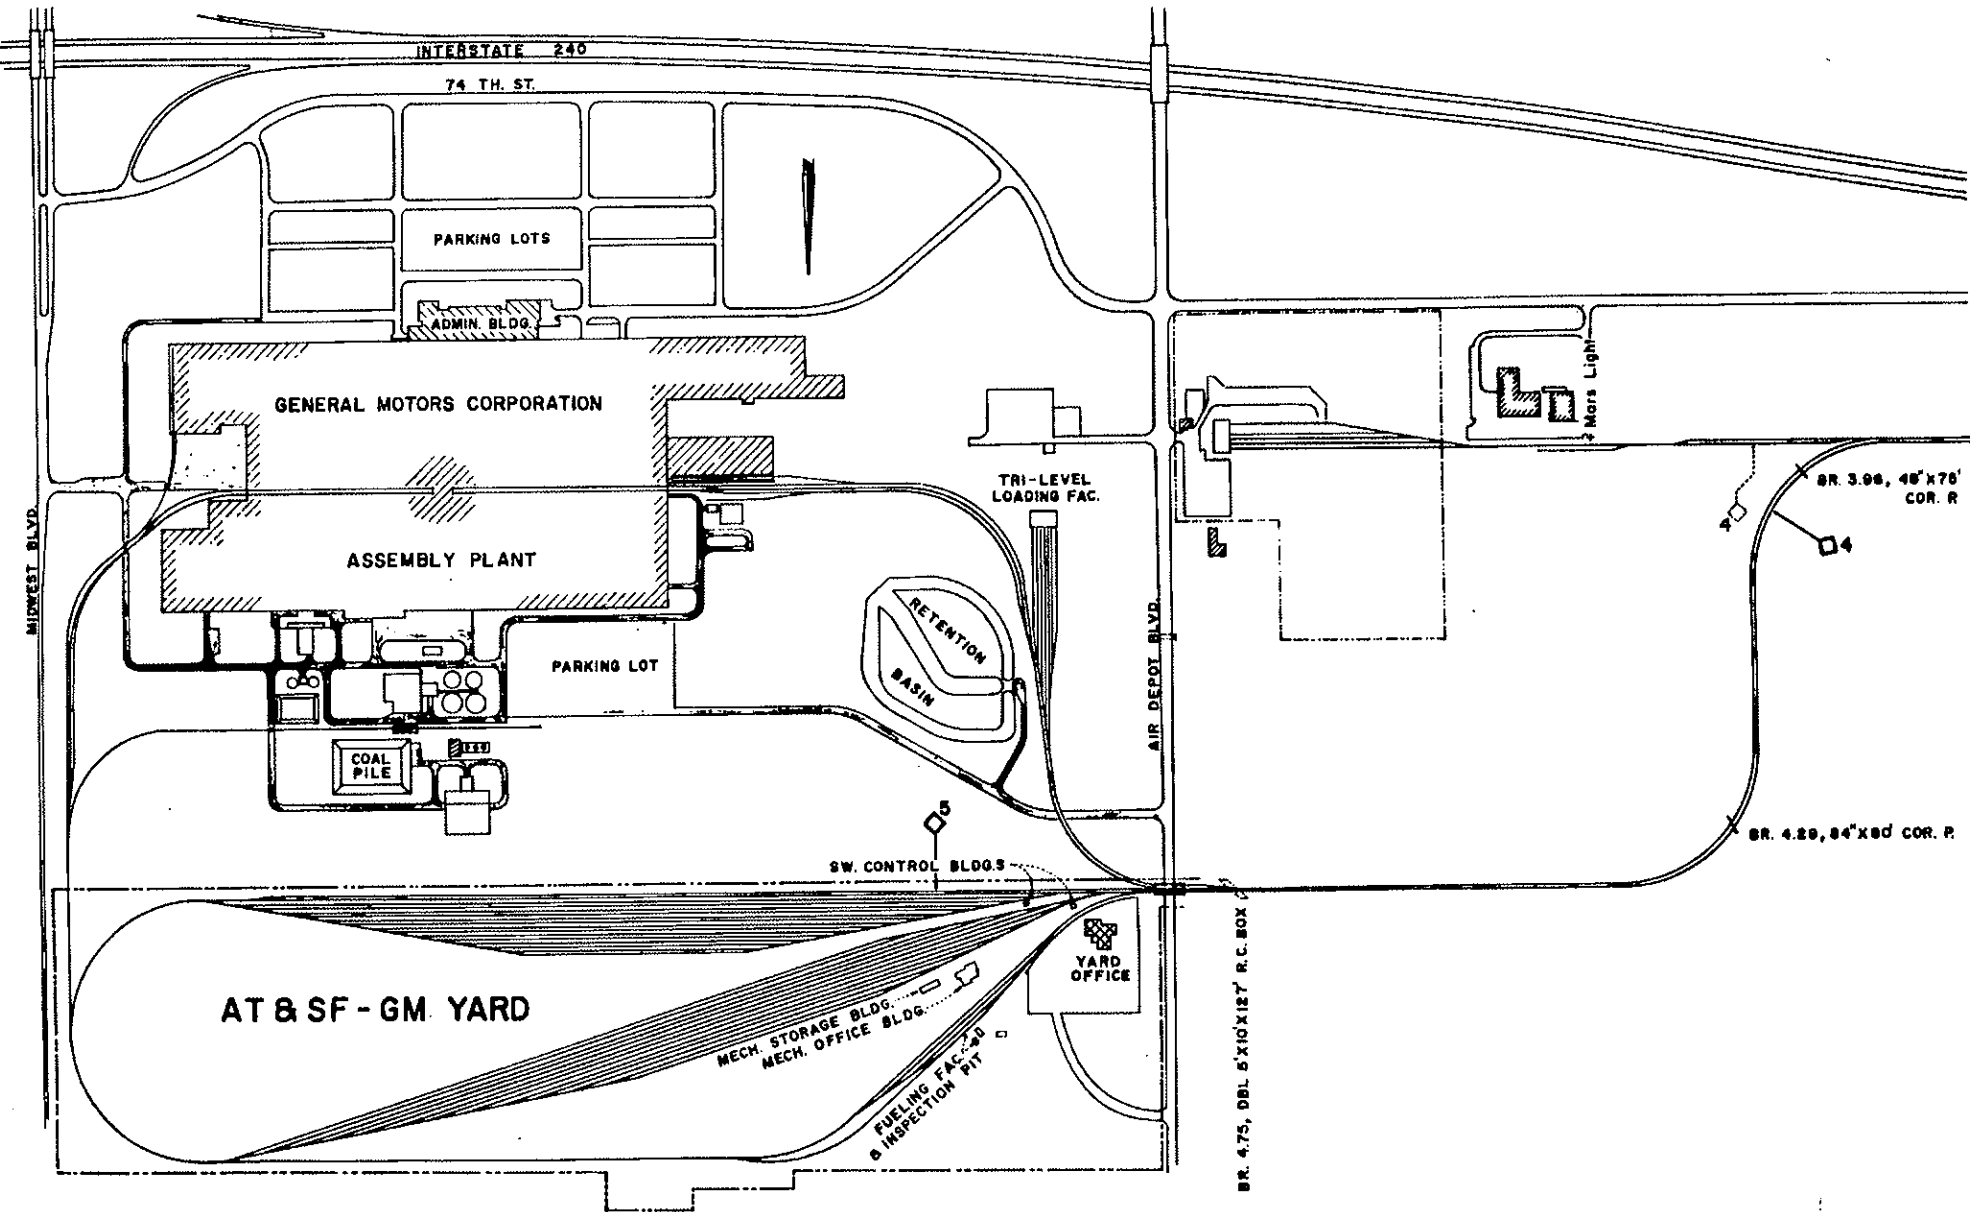 INTERSTATE 240
74 TH. ST.
PARKING LOTS
ADMIN. BLDG.
GENERAL MOTORS CORPORATION
Mars Light
TRI-LEVEL
LOADING FAC.
BR. 3.98, 48"X76'
COR. R
4
4
MIDWEST BLVD.
ASSEMBLY PLANT
RETENTION
BASIN
AIR DEPOT BLVD.
PARKING LOT
COAL
PILE
5
BR. 4.29, 84"X80' COR. P.
SW. CONTROL BLDG.S
BR. 4.75, DBL 5'X10'X127' R.C. BOX
YARD
OFFICE
AT & SF - GM YARD
MECH. STORAGE BLDG.
MECH. OFFICE BLDG.
FUELING FAC.
& INSPECTION PIT